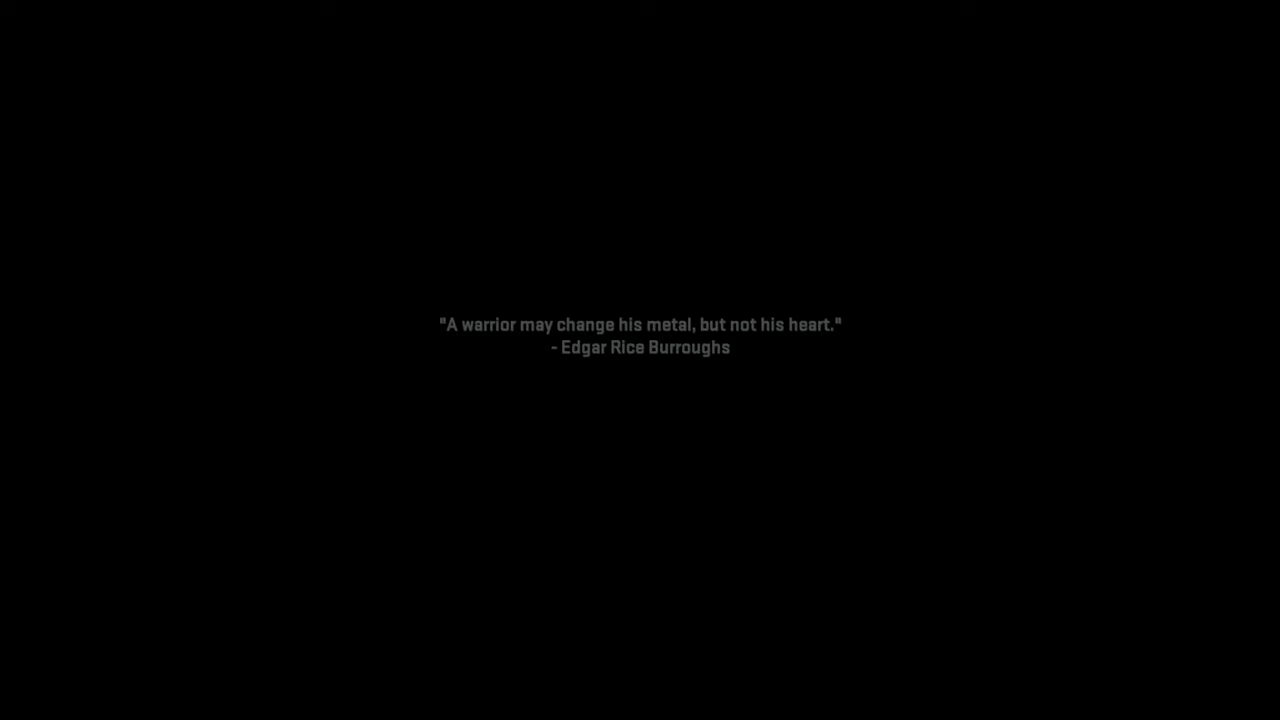 "A warrior may change his metal, but not his heart."
- Edgar Rice Burroughs